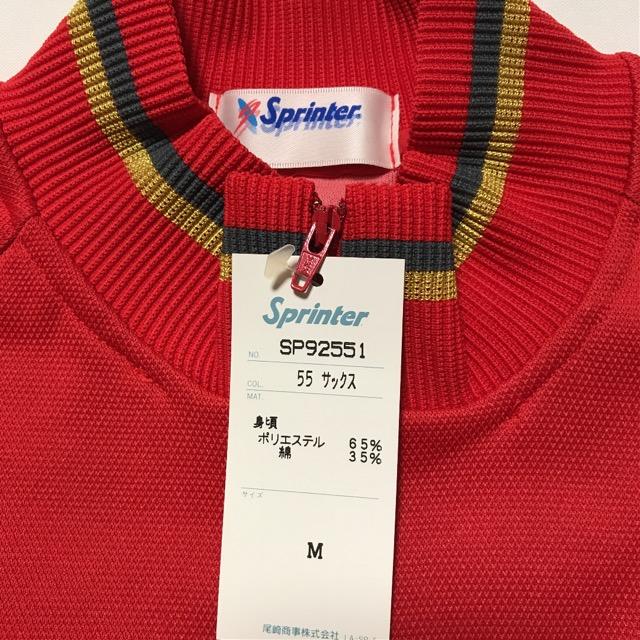 Sprinter
Sprinter
NO. SP92551
COL. 55 サックス
MAT.
身頃
ポリエステル 65%
綿 35%
サイズ
M
尾崎商事株式会社